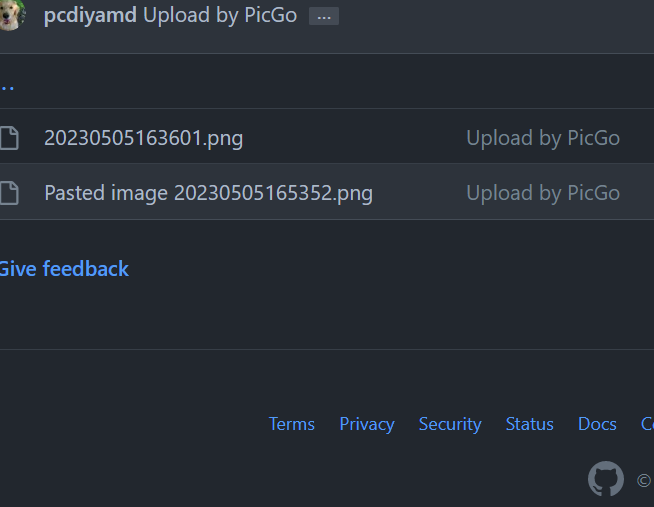 pcdiyamd Upload by PicGo ...
..
20230505163601.png Upload by PicGo
Pasted image 20230505165352.png Upload by PicGo
Give feedback
Terms Privacy Security Status Docs
©